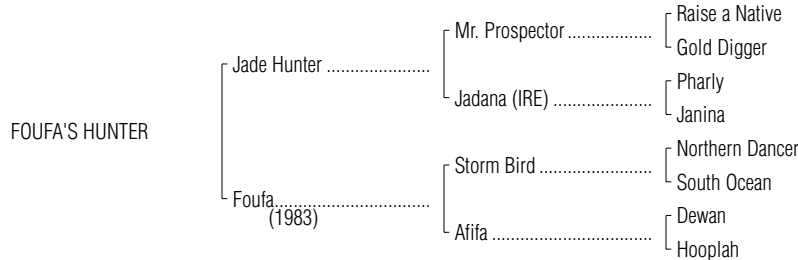 Raise a Native
Mr. Prospector ..................
Gold Digger
Jade Hunter ......................
Pharly
Jadana (IRE) .....................
Janina
FOUFA'S HUNTER
Northern Dancer
Storm Bird ........................
South Ocean
Foufa.................................
(1983)
Dewan
Afifa ..................................
Hooplah